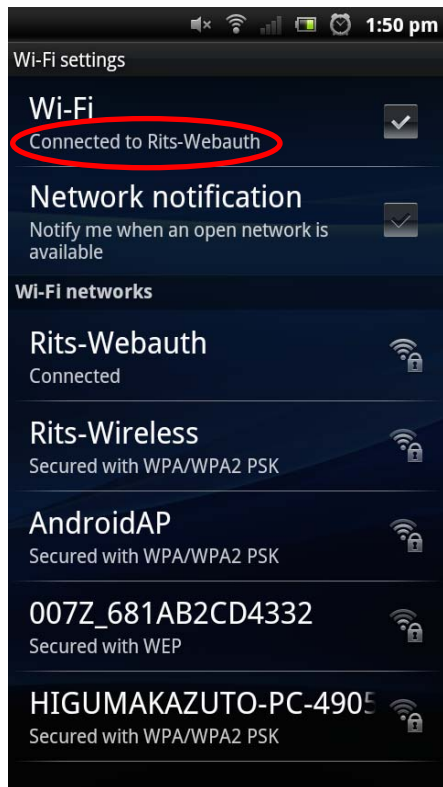 1:50 pm
Wi-Fi settings
Wi-Fi
Connected to Rits-Webauth
Network notification
Notify me when an open network is
available
Wi-Fi networks
Rits-Webauth
Connected
Rits-Wireless
Secured with WPA/WPA2 PSK
AndroidAP
Secured with WPA/WPA2 PSK
007Z_681AB2CD4332
Secured with WEP
HIGUMAKAZUTO-PC-4905
Secured with WPA/WPA2 PSK